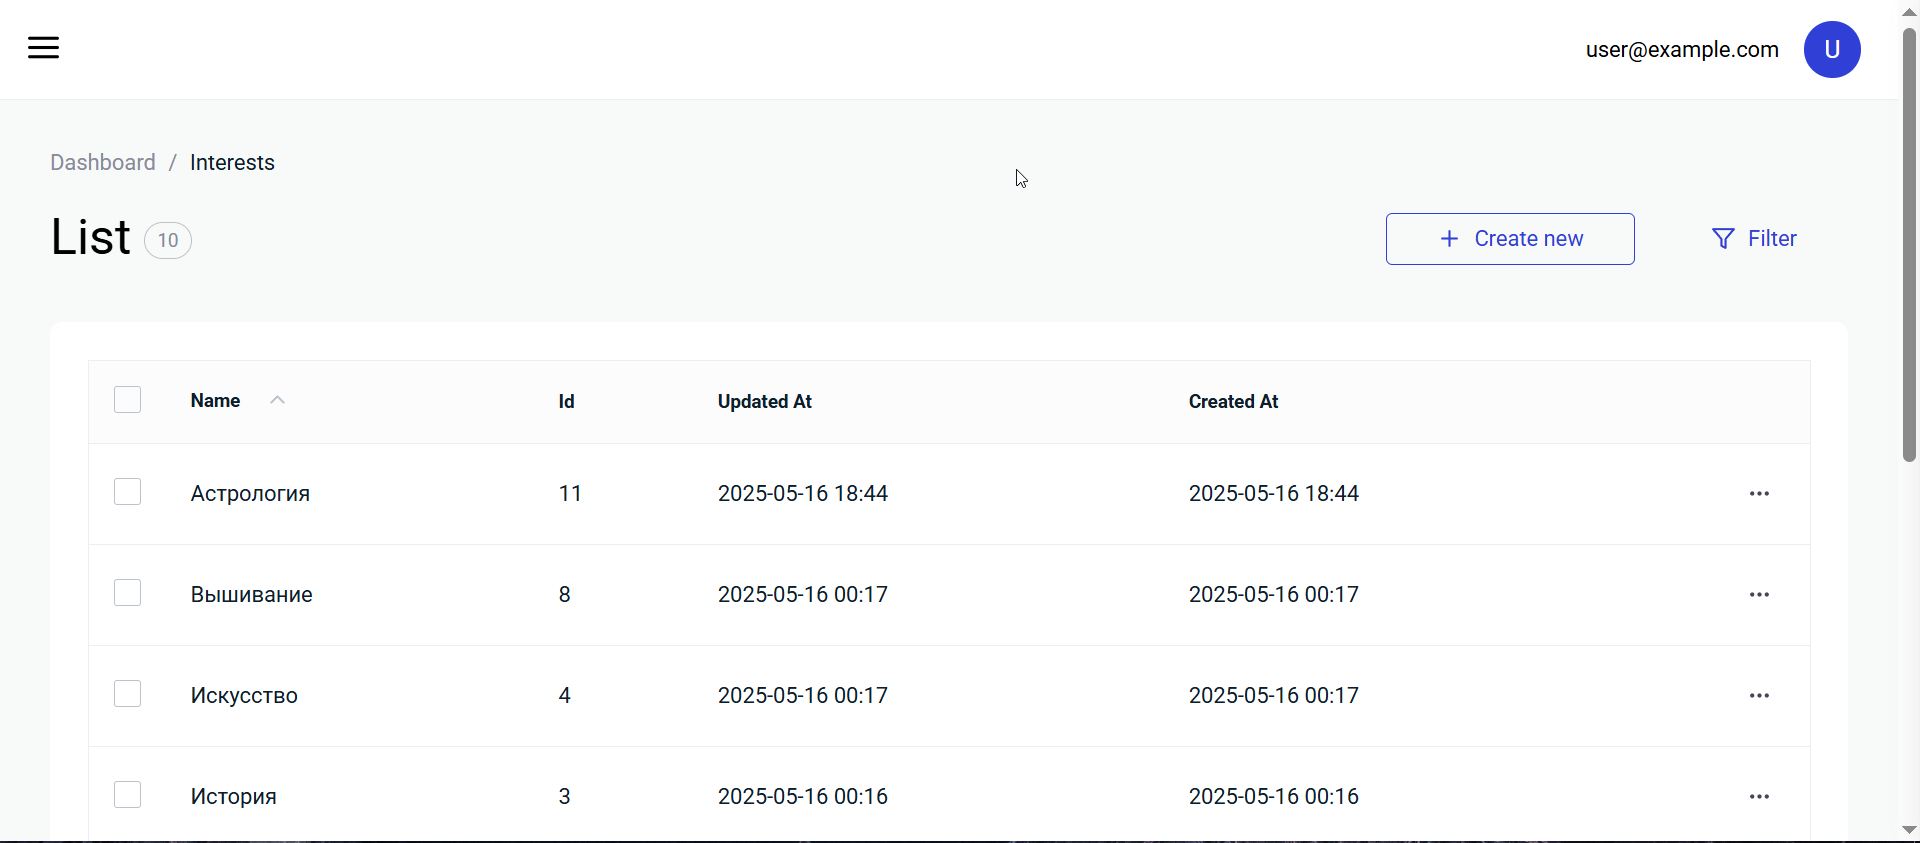 user@example.com U
Dashboard / Interests
List 10
+ Create new
Filter
Name Id Updated At Created At
Астрология 11 2025-05-16 18:44 2025-05-16 18:44 ...
Вышивание 8 2025-05-16 00:17 2025-05-16 00:17 ...
Искусство 4 2025-05-16 00:17 2025-05-16 00:17 ...
История 3 2025-05-16 00:16 2025-05-16 00:16 ...